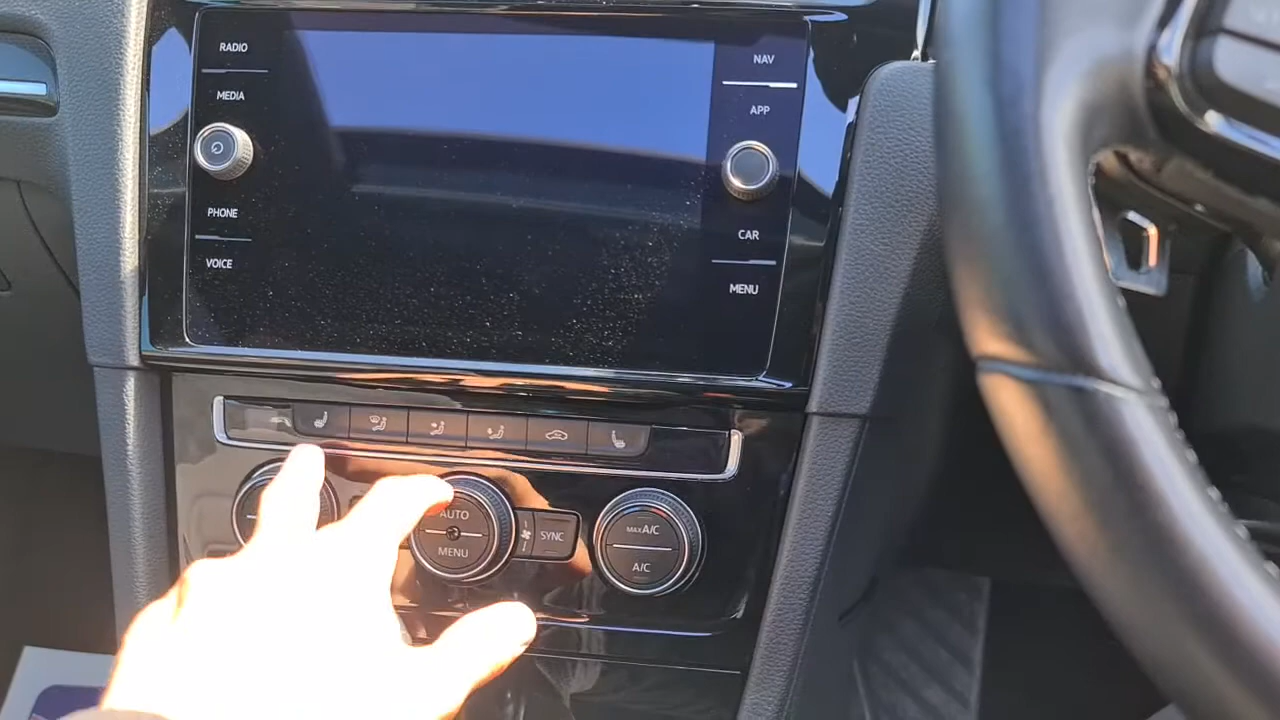 RADIO
MEDIA
PHONE
VOICE
NAV
APP
CAR
MENU
AUTO
MENU
SYNC
MAX A/C
A/C